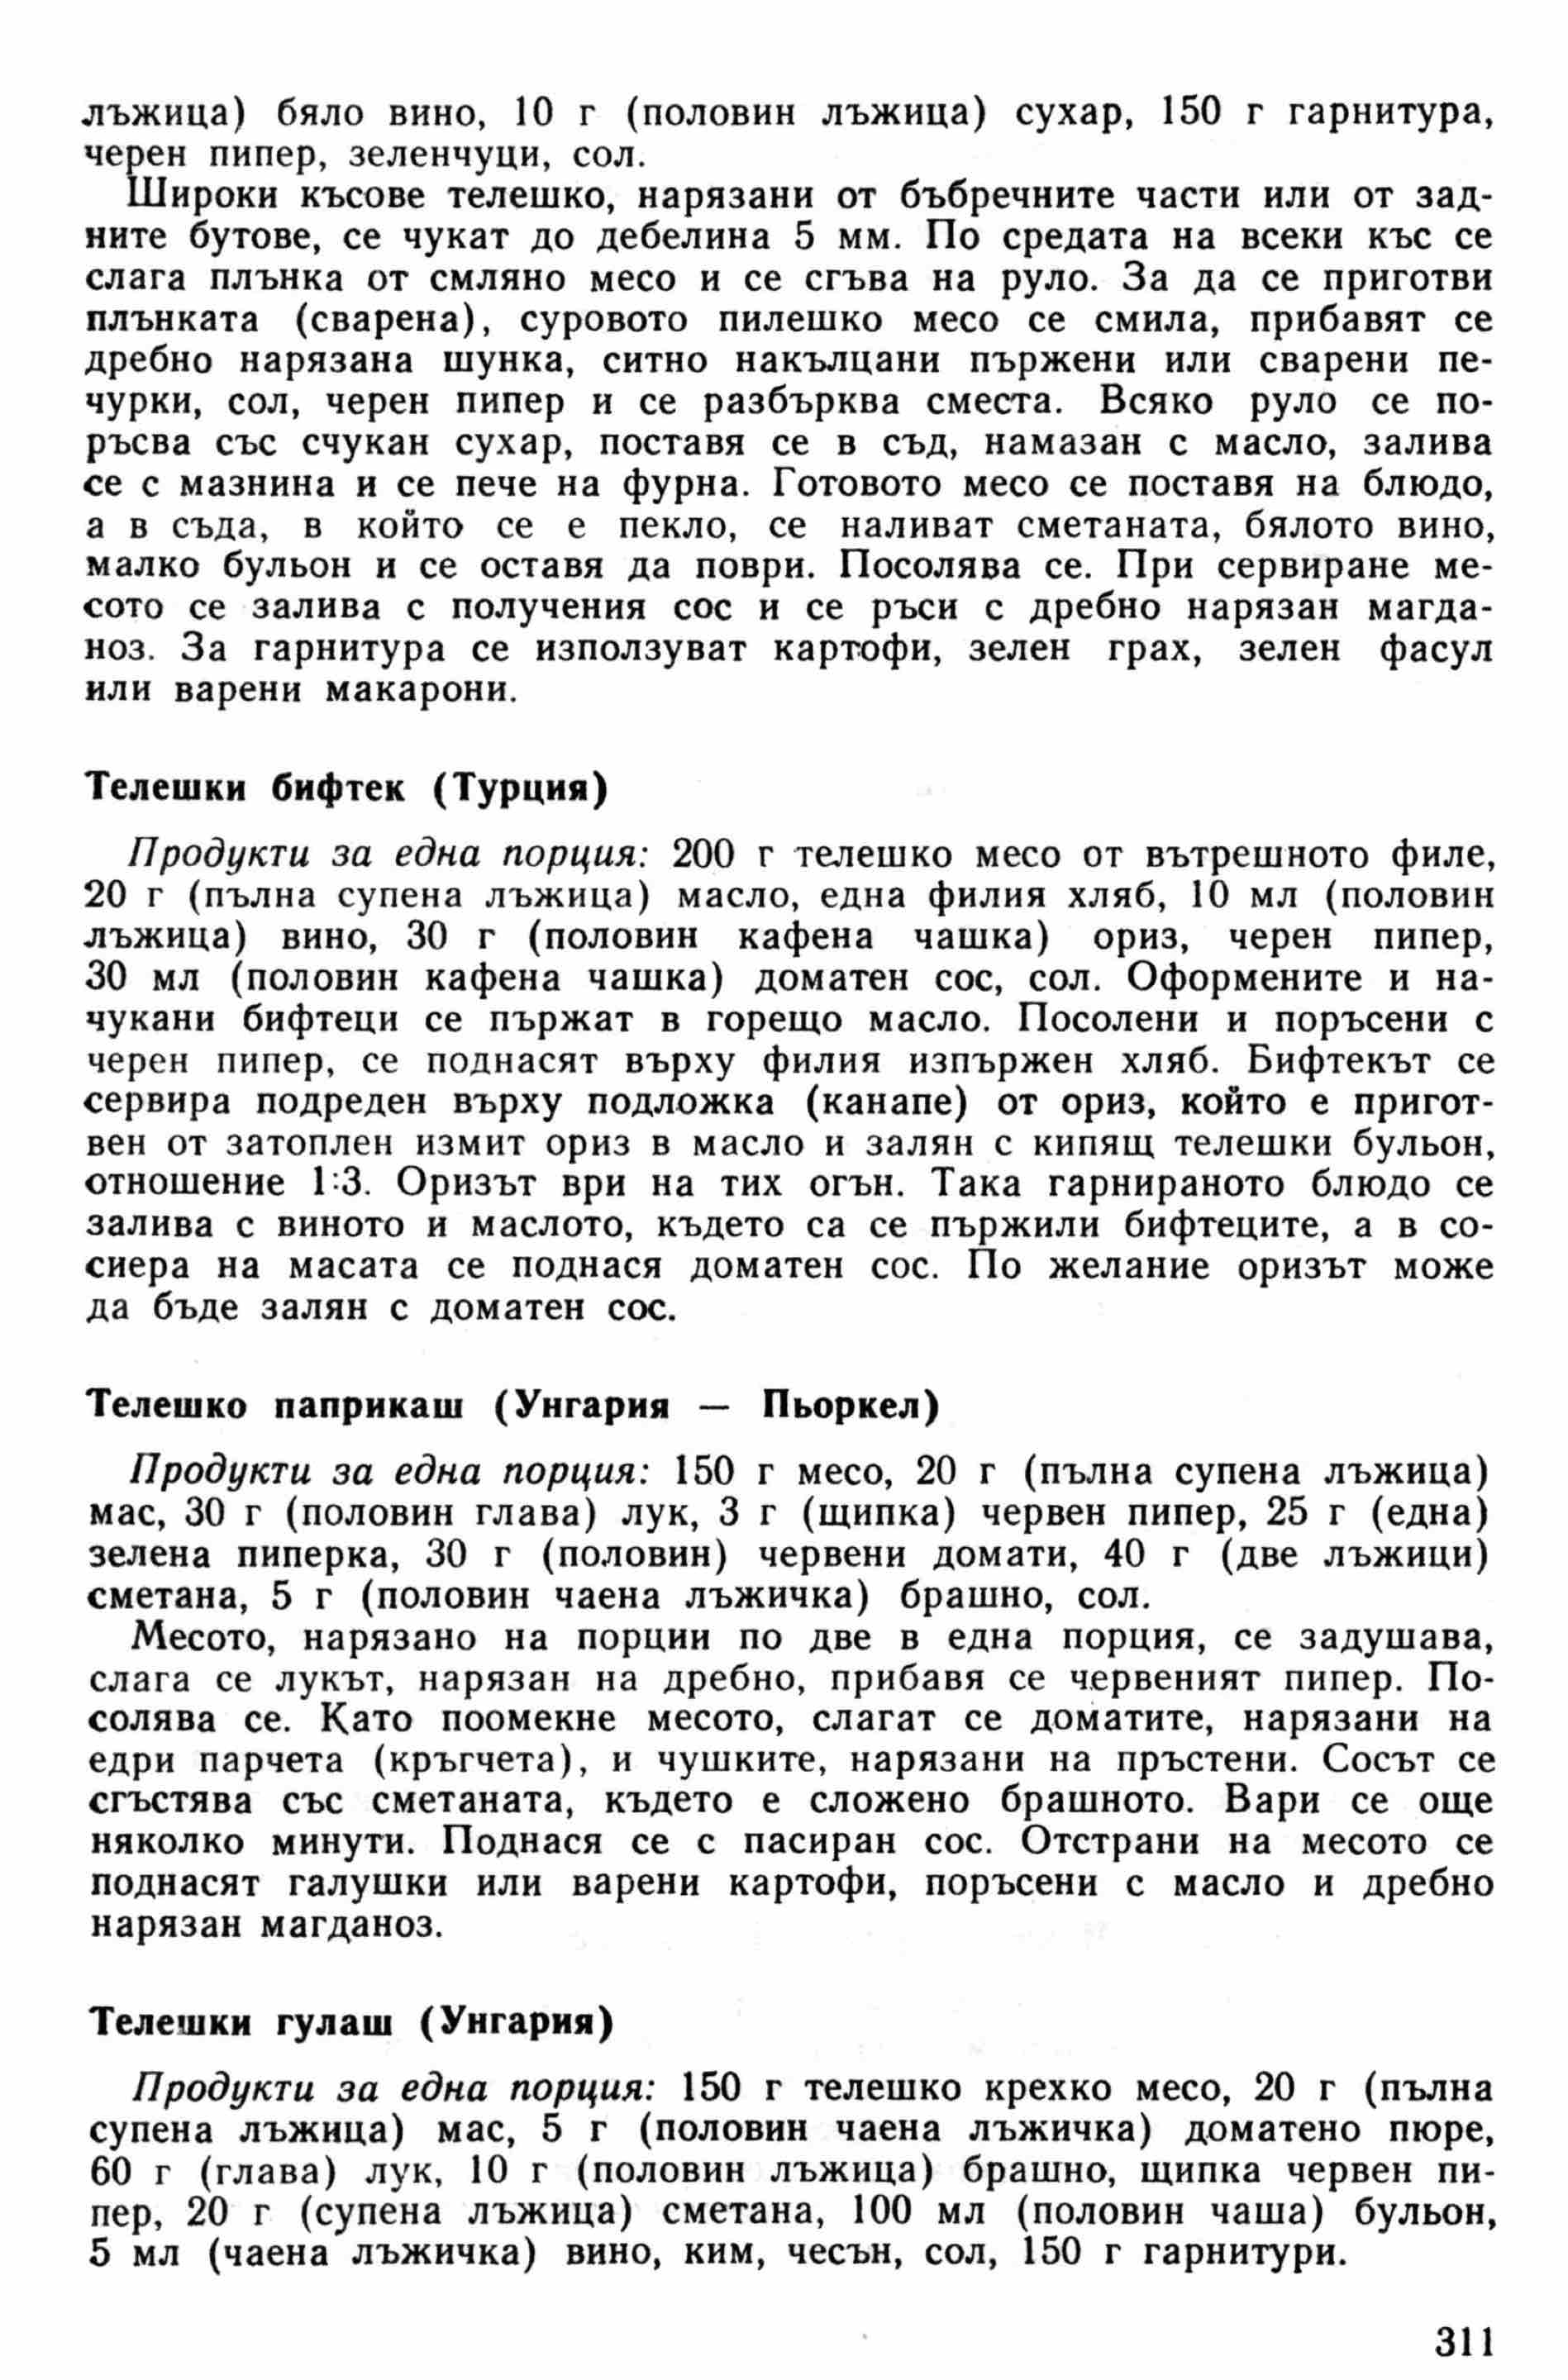 лъжица) бяло вино, 10 г (половин лъжица) сухар, 150 г гарнитура,
черен пипер, зеленчуци, сол.
Широки късове телешко, нарязани от бъбречните части или от зад-
ните бутове, се чукат до дебелина 5 мм. По средата на всеки къс се
слага плънка от смляно месо и се сгъва на руло. За да се приготви
плънката (сварена), суровото пилешко месо се смила, прибавят се
дребно нарязана шунка, ситно накълцани пържени или сварени пе-
чурки, сол, черен пипер и се разбърква сместа. Всяко руло се по-
ръсва със счукан сухар, поставя се в съд, намазан с масло, залива
се с мазнина и се пече на фурна. Готовото месо се поставя на блюдо,
а в съда, в който се е пекло, се наливат сметаната, бялото вино,
малко бульон и се оставя да поври. Посолява се. При сервиране ме-
сото се залива с получения сос и се ръси с дребно нарязан магда-
ноз. За гарнитура се използуват картофи, зелен грах, зелен фасул
или варени макарони.
Телешки бифтек (Турция)
Продукти за една порция: 200 г телешко месо от вътрешното филе,
20 г (пълна супена лъжица) масло, една филия хляб, 10 мл (половин
лъжица) вино, 30 г (половин кафена чашка) ориз, черен пипер,
30 мл (половин кафена чашка) доматен сос, сол. Оформените и на-
чукани бифтеци се пържат в горещо масло. Посолени и поръсени с
черен пипер, се поднасят върху филия изпържен хляб. Бифтекът се
сервира подреден върху подложка (канапе) от ориз, който е пригот-
вен от затоплен измит ориз в масло и залян с кипящ телешки бульон,
отношение 1:3. Оризът ври на тих огън. Така гарнираното блюдо се
залива с виното и маслото, където са се пържили бифтеците, а в со-
сиера на масата се поднася доматен сос. По желание оризът може
да бъде залян с доматен сос.
Телешко паприкаш (Унгария — Пьоркел)
Продукти за една порция: 150 г месо, 20 г (пълна супена лъжица)
мас, 30 г (половин глава) лук, 3 г (щипка) червен пипер, 25 г (една)
зелена пиперка, 30 г (половин) червени домати, 40 г (две лъжици)
сметана, 5 г (половин чаена лъжичка) брашно, сол.
Месото, нарязано на порции по две в една порция, се задушава,
слага се лукът, нарязан на дребно, прибавя се червеният пипер. По-
солява се. Като поомекне месото, слагат се доматите, нарязани на
едри парчета (кръгчета), и чушките, нарязани на пръстени. Сосът се
сгъстява със сметаната, където е сложено брашното. Вари се още
няколко минути. Поднася се с пасиран сос. Отстрани на месото се
поднасят галушки или варени картофи, поръсени с масло и дребно
нарязан магданоз.
Телешки гулаш (Унгария)
Продукти за една порция: 150 г телешко крехко месо, 20 г (пълна
супена лъжица) мас, 5 г (половин чаена лъжичка) доматено пюре,
60 г (глава) лук, 10 г (половин лъжица) брашно, щипка червен пи-
пер, 20 г (супена лъжица) сметана, 100 мл (половин чаша) бульон,
5 мл (чаена лъжичка) вино, ким, чесън, сол, 150 г гарнитури.
311